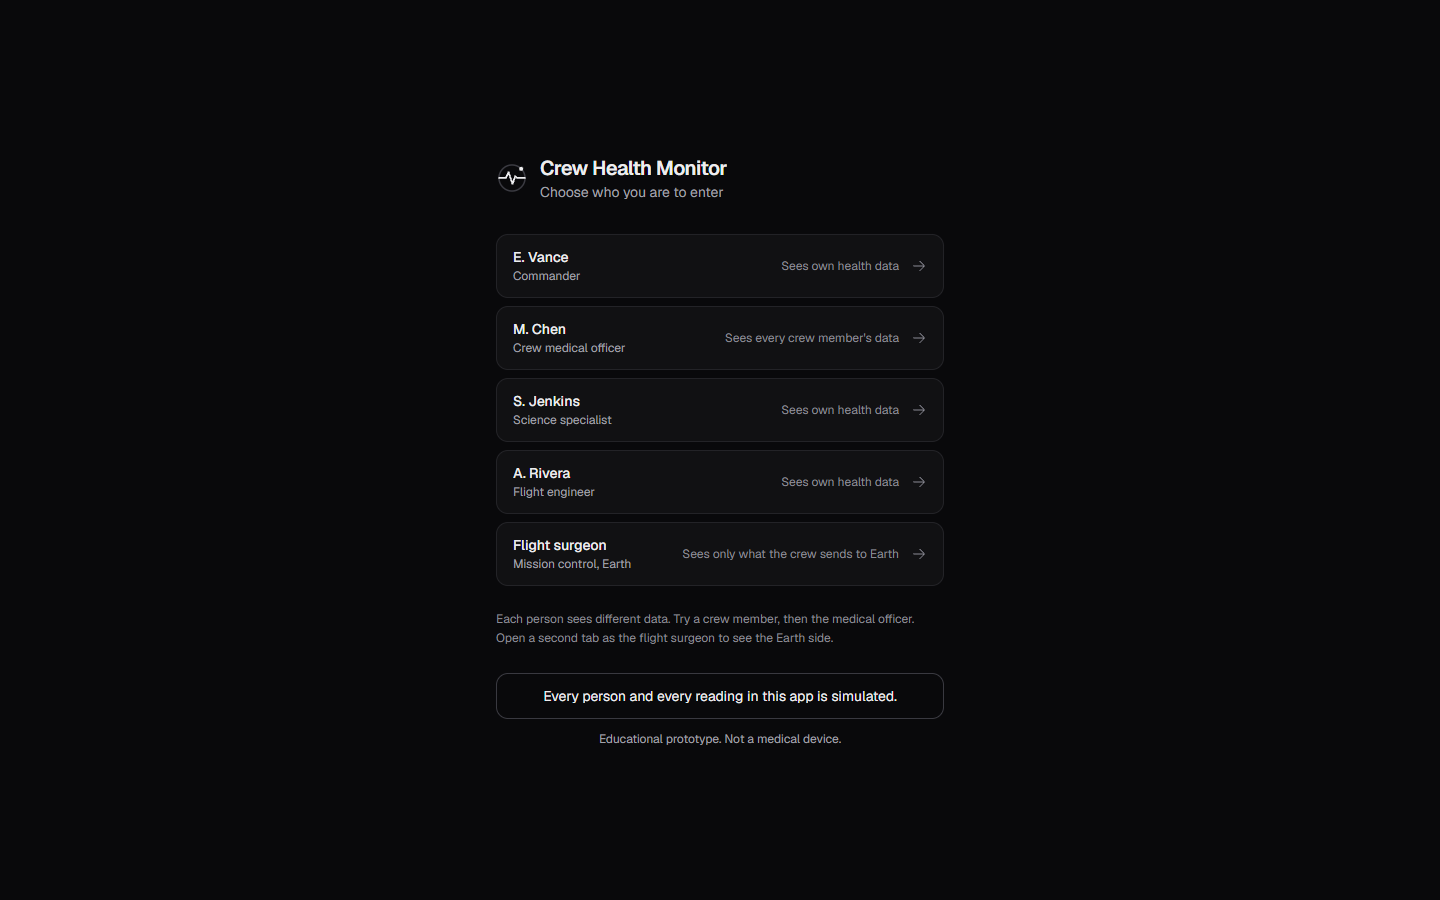 Crew Health Monitor
Choose who you are to enter
E. Vance
Commander
Sees own health data
M. Chen
Crew medical officer
Sees every crew member's data
S. Jenkins
Science specialist
Sees own health data
A. Rivera
Flight engineer
Sees own health data
Flight surgeon
Mission control, Earth
Sees only what the crew sends to Earth
Each person sees different data. Try a crew member, then the medical officer.
Open a second tab as the flight surgeon to see the Earth side.
Every person and every reading in this app is simulated.
Educational prototype. Not a medical device.